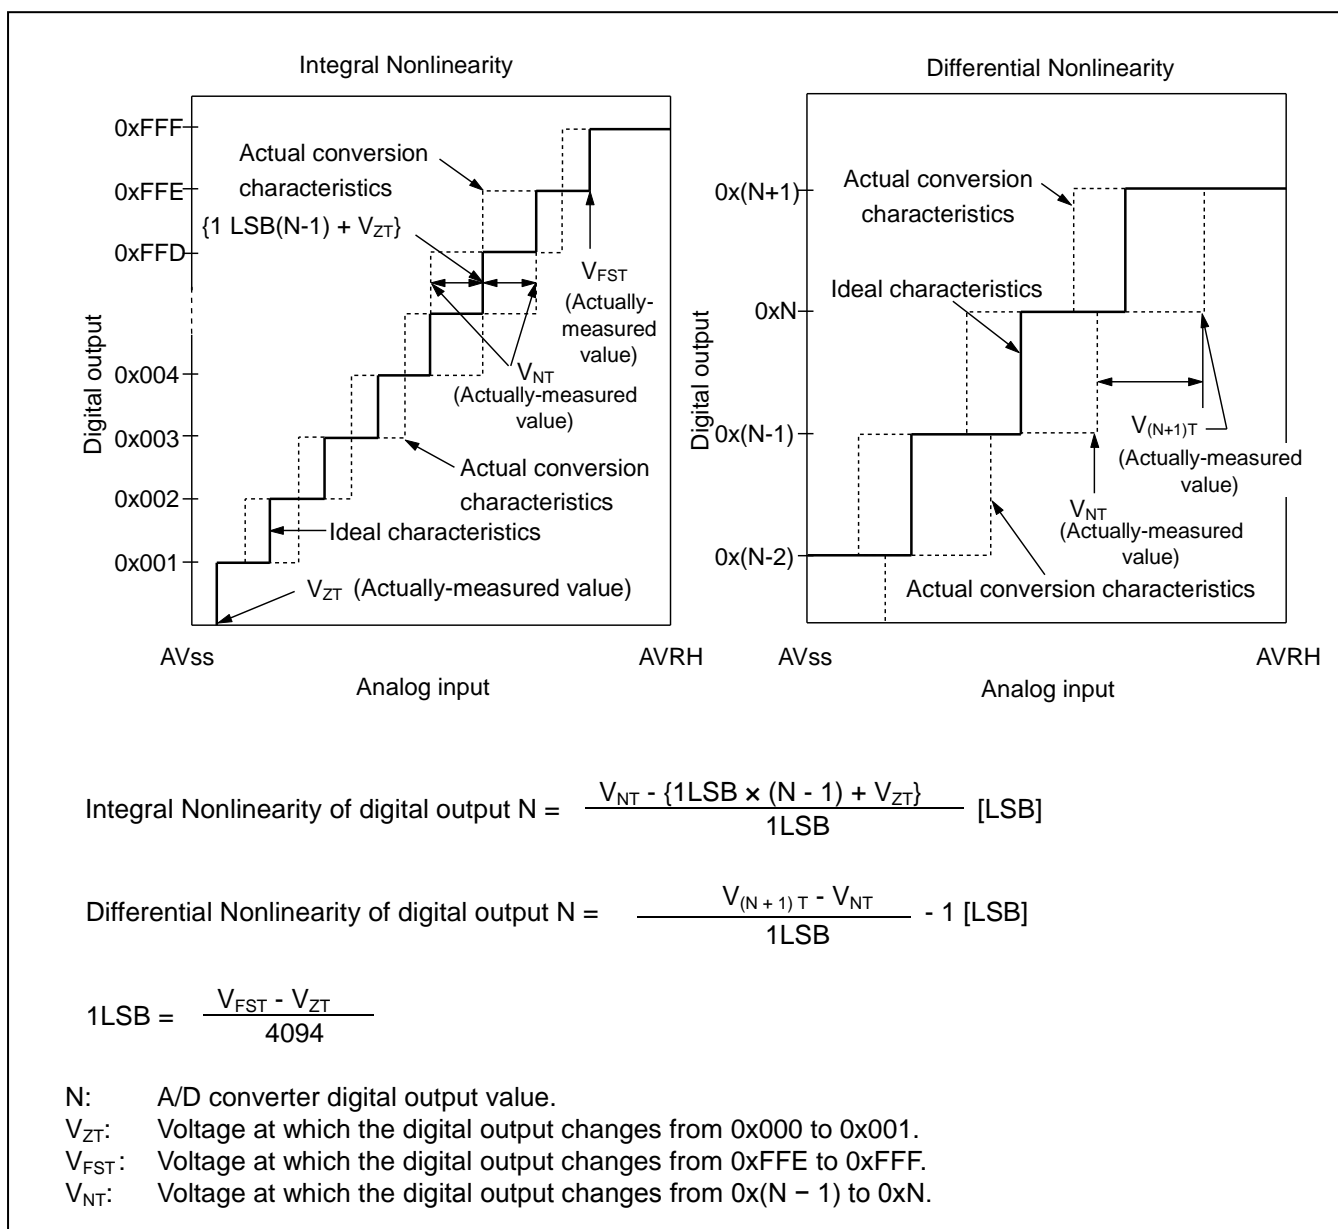 Integral Nonlinearity
0xFFF
0xFFE
0xFFD
0x004
0x003
0x002
0x001
Digital output
Actual conversion
characteristics
{1 LSB(N-1) + VZT}
VFST
(Actually-
measured
value)
VNT
(Actually-measured
value)
Actual conversion
characteristics
Ideal characteristics
VZT (Actually-measured value)
AVss
AVRH
Analog input
Differential Nonlinearity
0x(N+1)
0xN
0x(N-1)
0x(N-2)
Digital output
Actual conversion
characteristics
Ideal characteristics
V(N+1)T
(Actually-measured
value)
VNT
(Actually-measured
value)
Actual conversion characteristics
AVss
AVRH
Analog input
Integral Nonlinearity of digital output N =
VNT - {1LSB × (N - 1) + VZT}
1LSB
[LSB]
Differential Nonlinearity of digital output N =
V(N + 1) T - VNT
1LSB
- 1 [LSB]
1LSB =
VFST - VZT
4094
N: A/D converter digital output value.
VZT: Voltage at which the digital output changes from 0x000 to 0x001.
VFST: Voltage at which the digital output changes from 0xFFE to 0xFFF.
VNT: Voltage at which the digital output changes from 0x(N − 1) to 0xN.